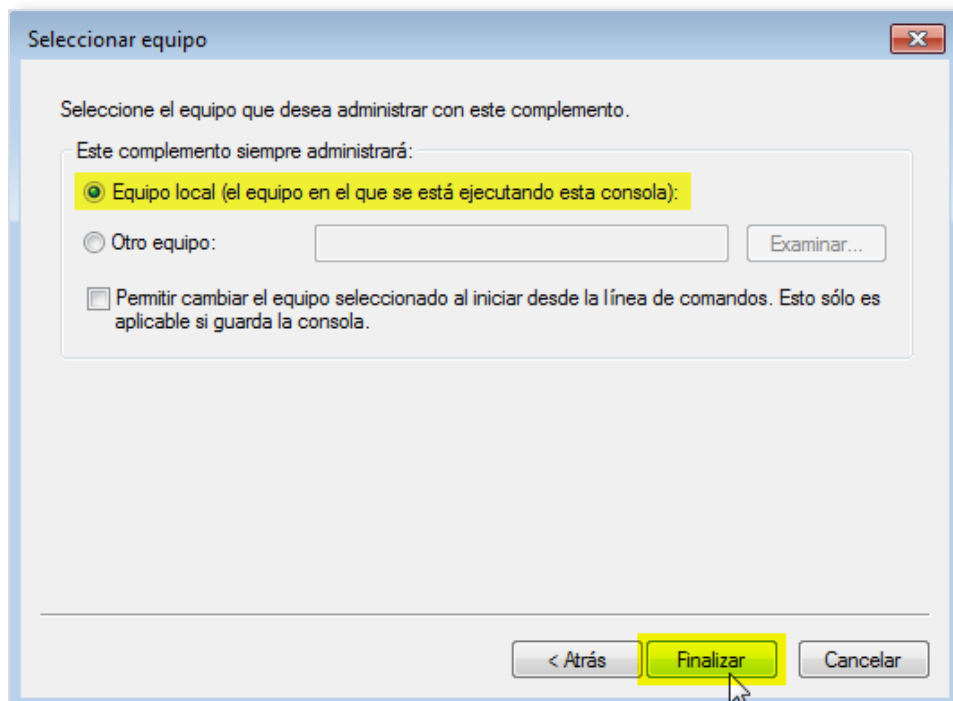 Seleccionar equipo
Seleccione el equipo que desea administrar con este complemento.
Este complemento siempre administrará:
Equipo local (el equipo en el que se está ejecutando esta consola):
Otro equipo:
Examinar...
Permitir cambiar el equipo seleccionado al iniciar desde la línea de comandos. Esto sólo es
aplicable si guarda la consola.
< Atrás
Finalizar
Cancelar